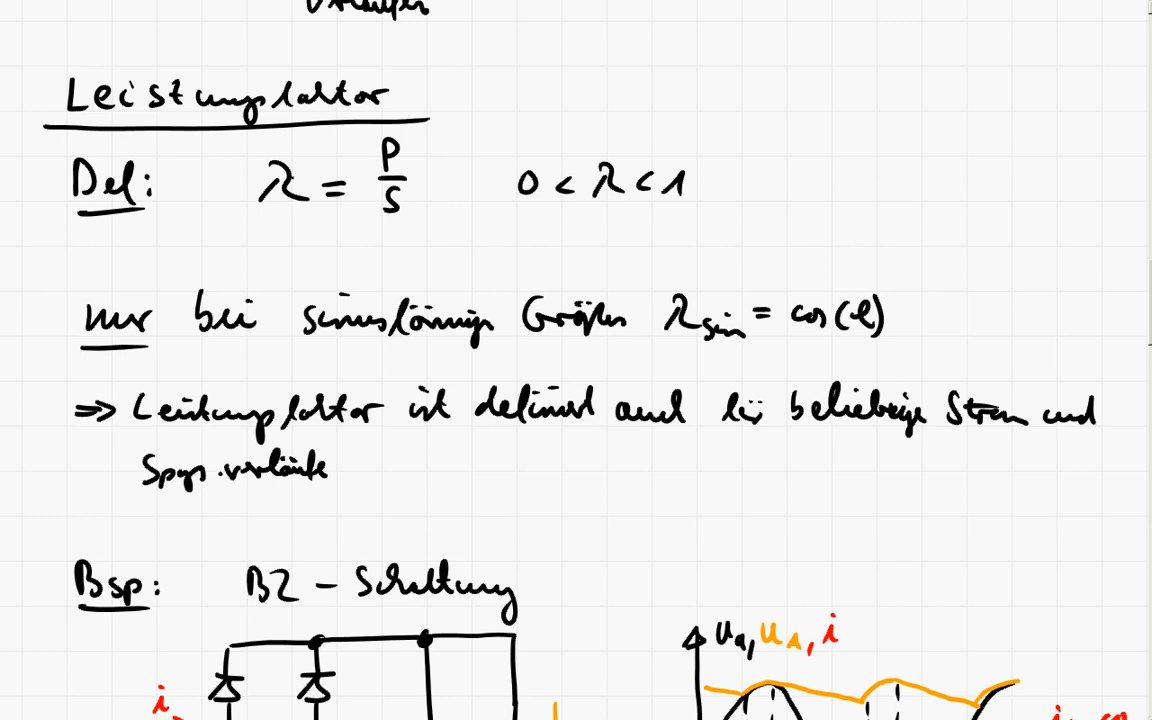 Leistungsfaktor
Def: λ = P/S 0 < λ < 1
nur bei sinusförmigen Größen λsin = cos(φ)
⇒ Leistungsfaktor ist definiert auch für beliebige Strom und
Spgs.verläufe
Bsp: B2 - Schaltung
ua, ua, i
i